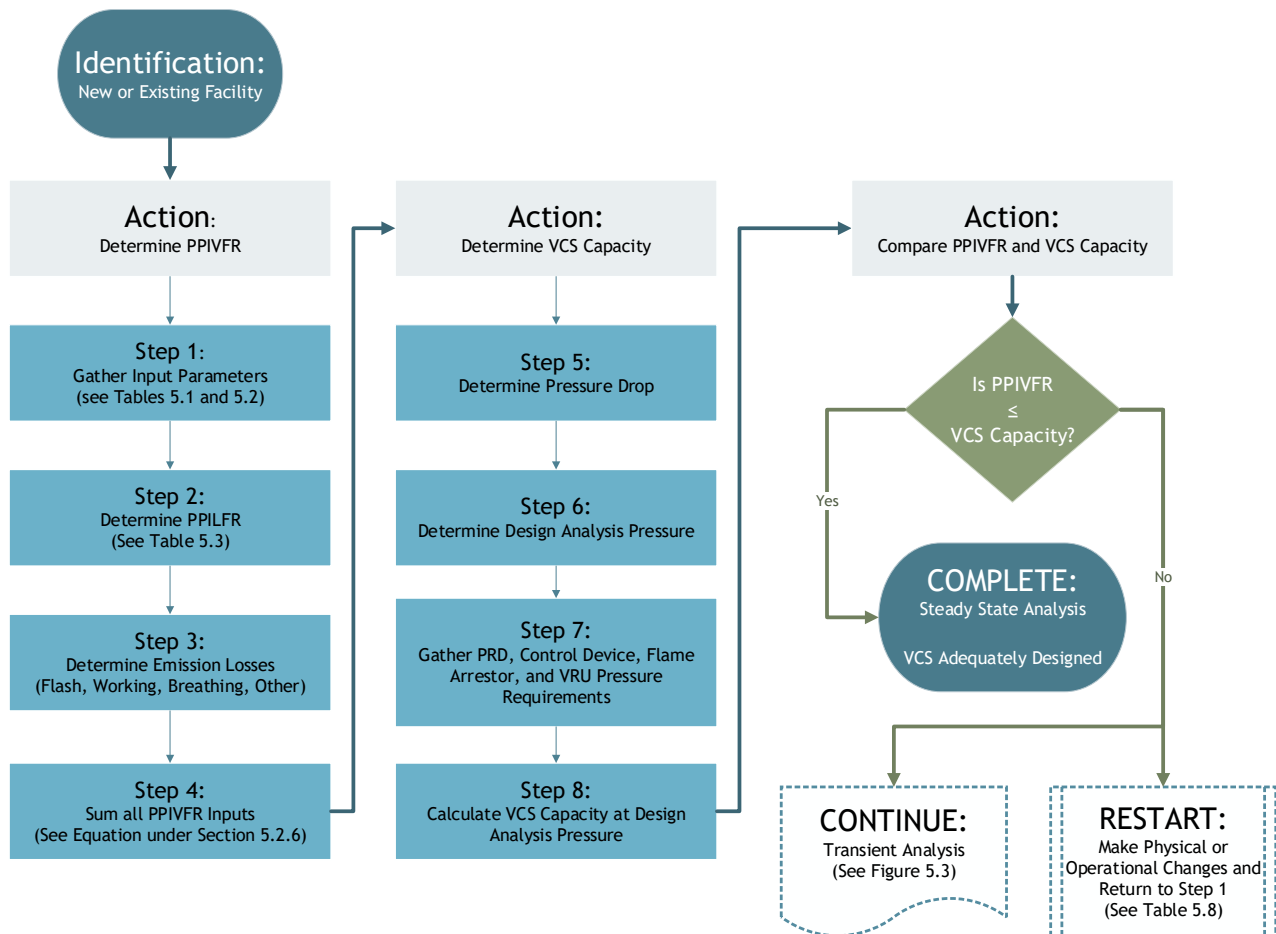 Identification:
New or Existing Facility
Action:
Determine PPIVFR
Step 1:
Gather Input Parameters
(see Tables 5.1 and 5.2)
Step 2:
Determine PPILFR
(See Table 5.3)
Step 3:
Determine Emission Losses
(Flash, Working, Breathing, Other)
Step 4:
Sum all PPIVFR Inputs
(See Equation under Section 5.2.6)
Action:
Determine VCS Capacity
Step 5:
Determine Pressure Drop
Step 6:
Determine Design Analysis Pressure
Step 7:
Gather PRD, Control Device, Flame
Arrestor, and VRU Pressure
Requirements
Step 8:
Calculate VCS Capacity at Design
Analysis Pressure
Action:
Compare PPIVFR and VCS Capacity
Is PPIVFR
≤
VCS Capacity?
Yes
No
COMPLETE:
Steady State Analysis
VCS Adequately Designed
CONTINUE:
Transient Analysis
(See Figure 5.3)
RESTART:
Make Physical or
Operational Changes and
Return to Step 1
(See Table 5.8)